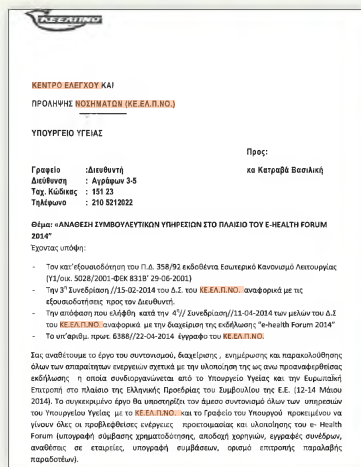 ΚΕΕΛΠΝΟ
ΚΕΝΤΡΟ ΕΛΕΓΧΟΥ ΚΑΙ
ΠΡΟΛΗΨΗΣ ΝΟΣΗΜΑΤΩΝ (ΚΕ.ΕΛ.Π.ΝΟ.)
ΥΠΟΥΡΓΕΙΟ ΥΓΕΙΑΣ
Προς:
Γραφείο :Διευθυντή κα Κατραβά Βασιλική
Διεύθυνση : Αγράφων 3-5
Ταχ. Κώδικας : 151 23
Τηλέφωνο : 210 5212022
Θέμα: «ΑΝΑΘΕΣΗ ΣΥΜΒΟΥΛΕΥΤΙΚΩΝ ΥΠΗΡΕΣΙΩΝ ΣΤΟ ΠΛΑΙΣΙΟ ΤΟΥ E-HEALTH FORUM
2014"
Έχοντας υπόψη:
- Τον κατ'εξουσιοδότηση του Π.Δ. 358/92 εκδοθέντα Εσωτερικό Κανονισμό Λειτουργίας
(Υ1/οικ. 5028/2001-ΦΕΚ 831Β' 29-06-2001)
- Την 3η Συνεδρίαση //15-02-2014 του Δ.Σ. του ΚΕ.ΕΛ.Π.ΝΟ. αναφορικά με τις
εξουσιοδοτήσεις προς τον Διευθυντή.
- Την απόφαση που ελήφθη κατά την 4η// Συνεδρίαση//11-04-2014 των μελών του Δ.Σ
του ΚΕ.ΕΛ.Π.ΝΟ. αναφορικά με την διαχείριση της εκδήλωσης "e-health Forum 2014"
- Το υπ'αριθμ. πρωτ. 6388//22-04-2014 έγγραφο του ΚΕ.ΕΛ.Π.ΝΟ.
Σας αναθέτουμε το έργο του συντονισμού, διαχείρισης , ενημέρωσης και παρακολούθησης
όλων των απαραίτητων ενεργειών σχετικά με την υλοποίηση της ως ανω προαναφερθείσας
εκδήλωσης η οποία συνδιοργανώνεται από το Υπουργείο Υγείας και την Ευρωπαϊκή
Επιτροπή στο πλαίσιο της Ελληνικής Προεδρίας του Συμβουλίου της Ε.Ε. (12-14 Μάιου
2014). Το συγκεκριμένο έργο θα υποστηρίξει τον άμεσο συντονισμό όλων των υπηρεσιών
του Υπουργείου Υγείας με το ΚΕ.ΕΛ.Π.ΝΟ. και το Γραφείο του Υπουργού προκειμένου να
γίνουν όλες οι προβλεθείσες ενέργειες προετοιμασίας και υλοποίησης του e- Health
Forum (υπογραφή σύμβασης χρηματοδότησης, αποδοχή χορηγιών, εγγραφές συνέδρων,
αναθέσεις σε εταιρείες, υπογραφή συμβάσεων, ορισμό επιτροπής παραλαβής
παραδοτέων).